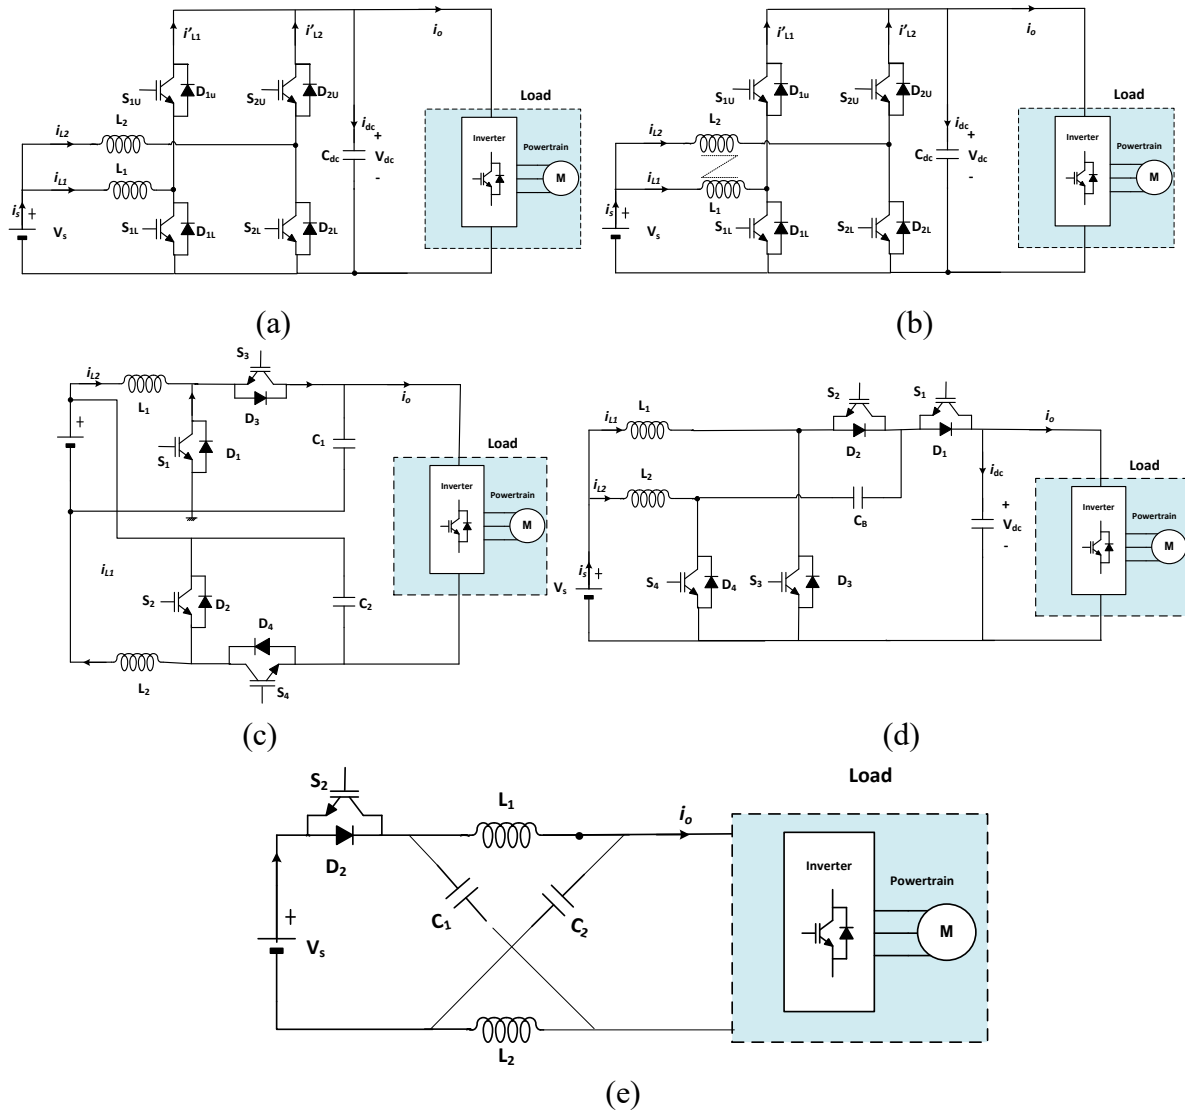 i'L1 i'L2 io
S1U D1u S2U D2U
Load
Inverter
Powertrain
M
iL2 L2
idc
+
Cdc Vdc
-
iL1 L1
is +
Vs
S1L D1L S2L D2L
(a)
i'L1 i'L2 io
S1U D1u S2U D2U
Load
Inverter
Powertrain
M
iL2 L2
idc
+
Cdc Vdc
-
iL1 L1
is +
Vs
S1L D1L S2L D2L
(b)
S3
iL2 L1 D3 io
+
S1 D1 C1
Load
Inverter
Powertrain
M
iL1
S2 D2 C2
D4
L2 S4
(c)
S2 S1
iL1 L1 D2 D1 io
iL2 L2 CB
idc
+
Vdc
-
Load
Inverter
Powertrain
M
is +
Vs
S4 D4 S3 D3
(d)
S2
D2
L1
io
Load
Inverter
Powertrain
M
+
Vs
C1 C2
L2
(e)